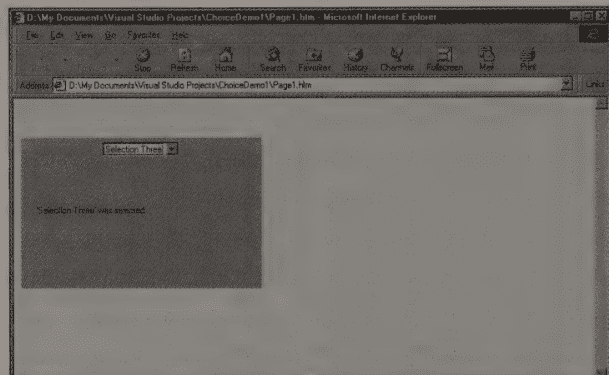 D:\My Documents\Visual Studio Projects\ChoiceDemo1\Page1.htm - Microsoft Internet Explorer
File Edit View Go Favorites Help
Stop Refresh Home Search Favorites History Channels Fullscreen Mail Print
Address D:\My Documents\Visual Studio Projects\ChoiceDemo1\Page1.htm Links
Selection Three
'Selection Three' was selected